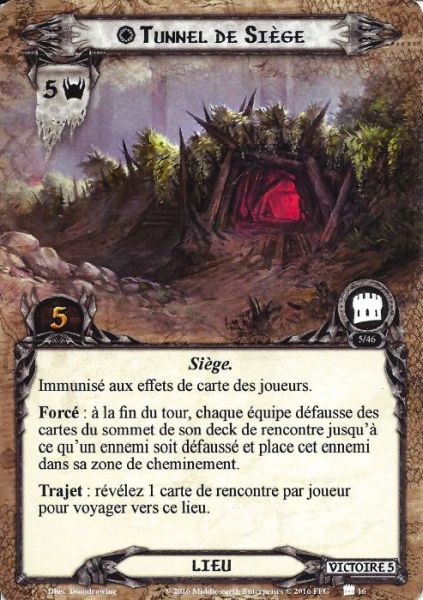 TUNNEL DE SIÈGE
5
5
5/46
Siège.
Immunisé aux effets de carte des joueurs.
Forcé : à la fin du tour, chaque équipe défausse des
cartes du sommet de son deck de rencontre jusqu'à
ce qu'un ennemi soit défaussé et place cet ennemi
dans sa zone de cheminement.
Trajet : révélez 1 carte de rencontre par joueur
pour voyager vers ce lieu.
LIEU
VICTOIRE 5
Illus. Dinodrawing
©2016 Middle-earth Enterprises ©2016 FFG
16